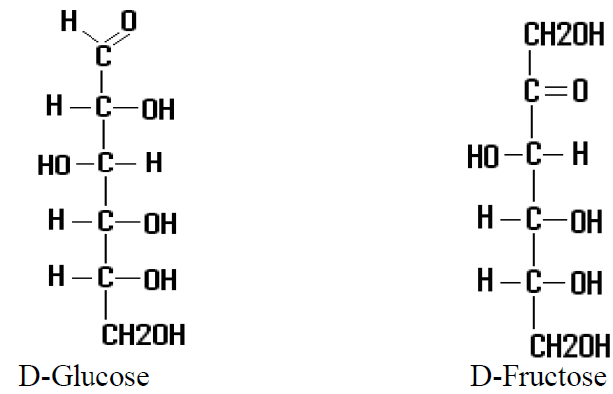 H O
C
H–C–OH
HO–C–H
H–C–OH
H–C–OH
CH2OH
D-Glucose
CH2OH
C=O
HO–C–H
H–C–OH
H–C–OH
CH2OH
D-Fructose